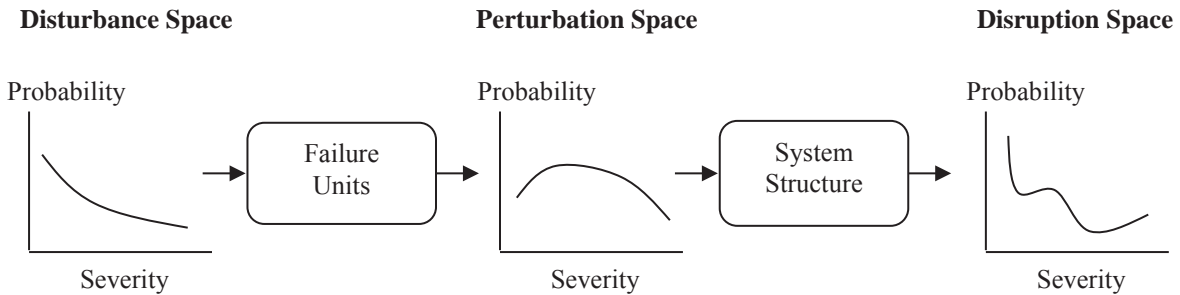 Disturbance Space
Perturbation Space
Disruption Space
Probability
Probability
Probability
Failure
Units
System
Structure
Severity
Severity
Severity